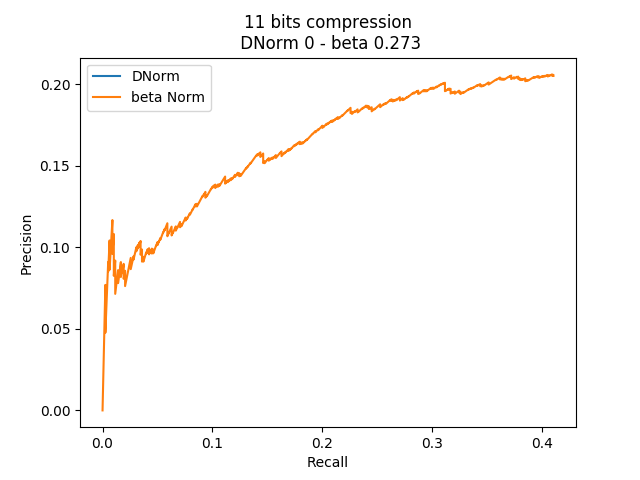 11 bits compression
DNorm 0 - beta 0.273
DNorm
beta Norm
0.20
0.15
0.10
0.05
0.00
Precision
0.0 0.1 0.2 0.3 0.4
Recall